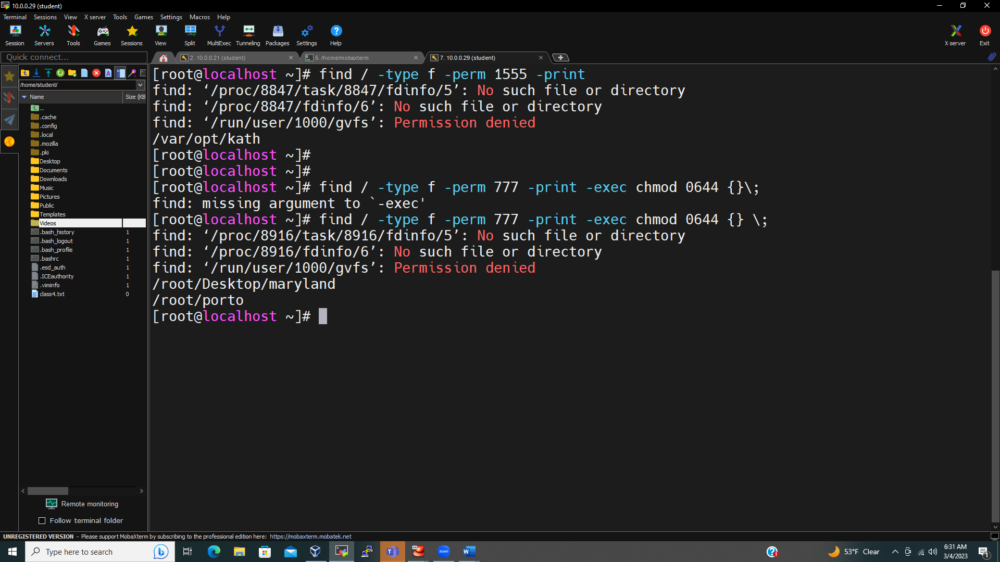 10.0.0.29 (student)
Terminal Sessions View X server Tools Games Settings Macros Help
Session Servers Tools Games Sessions View Split MultiExec Tunneling Packages Settings Help X server Exit
Quick connect...
2. 10.0.0.21 (student)
5. /home/mobaxterm
7. 10.0.0.29 (student)
/home/student/
Name Size (KB
..
.cache
.config
.local
.mozilla
.pki
Desktop
Documents
Downloads
Music
Pictures
Public
Templates
Videos
.bash_history 1
.bash_logout 1
.bash_profile 1
.bashrc 1
.esd_auth 1
.ICEauthority 1
.viminfo 1
class4.txt 0
Remote monitoring
Follow terminal folder
[root@localhost ~]# find / -type f -perm 1555 -print
find: ‘/proc/8847/task/8847/fdinfo/5’: No such file or directory
find: ‘/proc/8847/fdinfo/6’: No such file or directory
find: ‘/run/user/1000/gvfs’: Permission denied
/var/opt/kath
[root@localhost ~]#
[root@localhost ~]#
[root@localhost ~]# find / -type f -perm 777 -print -exec chmod 0644 {}\;
find: missing argument to `-exec'
[root@localhost ~]# find / -type f -perm 777 -print -exec chmod 0644 {} \;
find: ‘/proc/8916/task/8916/fdinfo/5’: No such file or directory
find: ‘/proc/8916/fdinfo/6’: No such file or directory
find: ‘/run/user/1000/gvfs’: Permission denied
/root/Desktop/maryland
/root/porto
[root@localhost ~]#
UNREGISTERED VERSION - Please support MobaXterm by subscribing to the professional edition here: https://mobaxterm.mobatek.net
Type here to search
zoom
53°F Clear
6:31 AM
3/4/2023
1